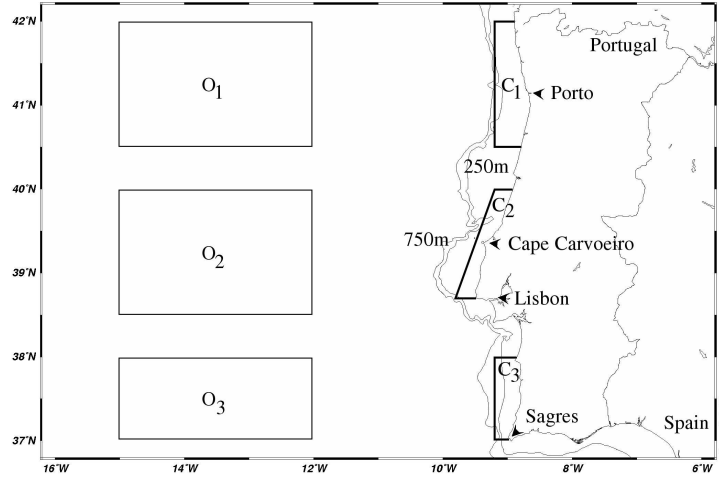 42°N
Portugal
O1
C1
Porto
41°N
250m
40°N
C2
750m
Cape Carvoeiro
O2
39°N
Lisbon
38°N
C3
O3
Sagres
Spain
37°N
16°W
14°W
12°W
10°W
8°W
6°W